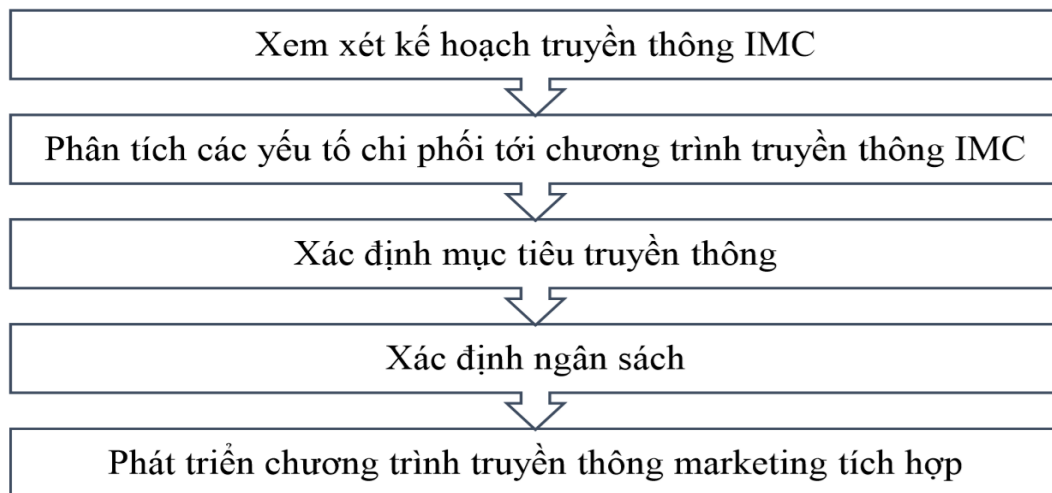 Xem xét kế hoạch truyền thông IMC
Phân tích các yếu tố chi phối tới chương trình truyền thông IMC
Xác định mục tiêu truyền thông
Xác định ngân sách
Phát triển chương trình truyền thông marketing tích hợp